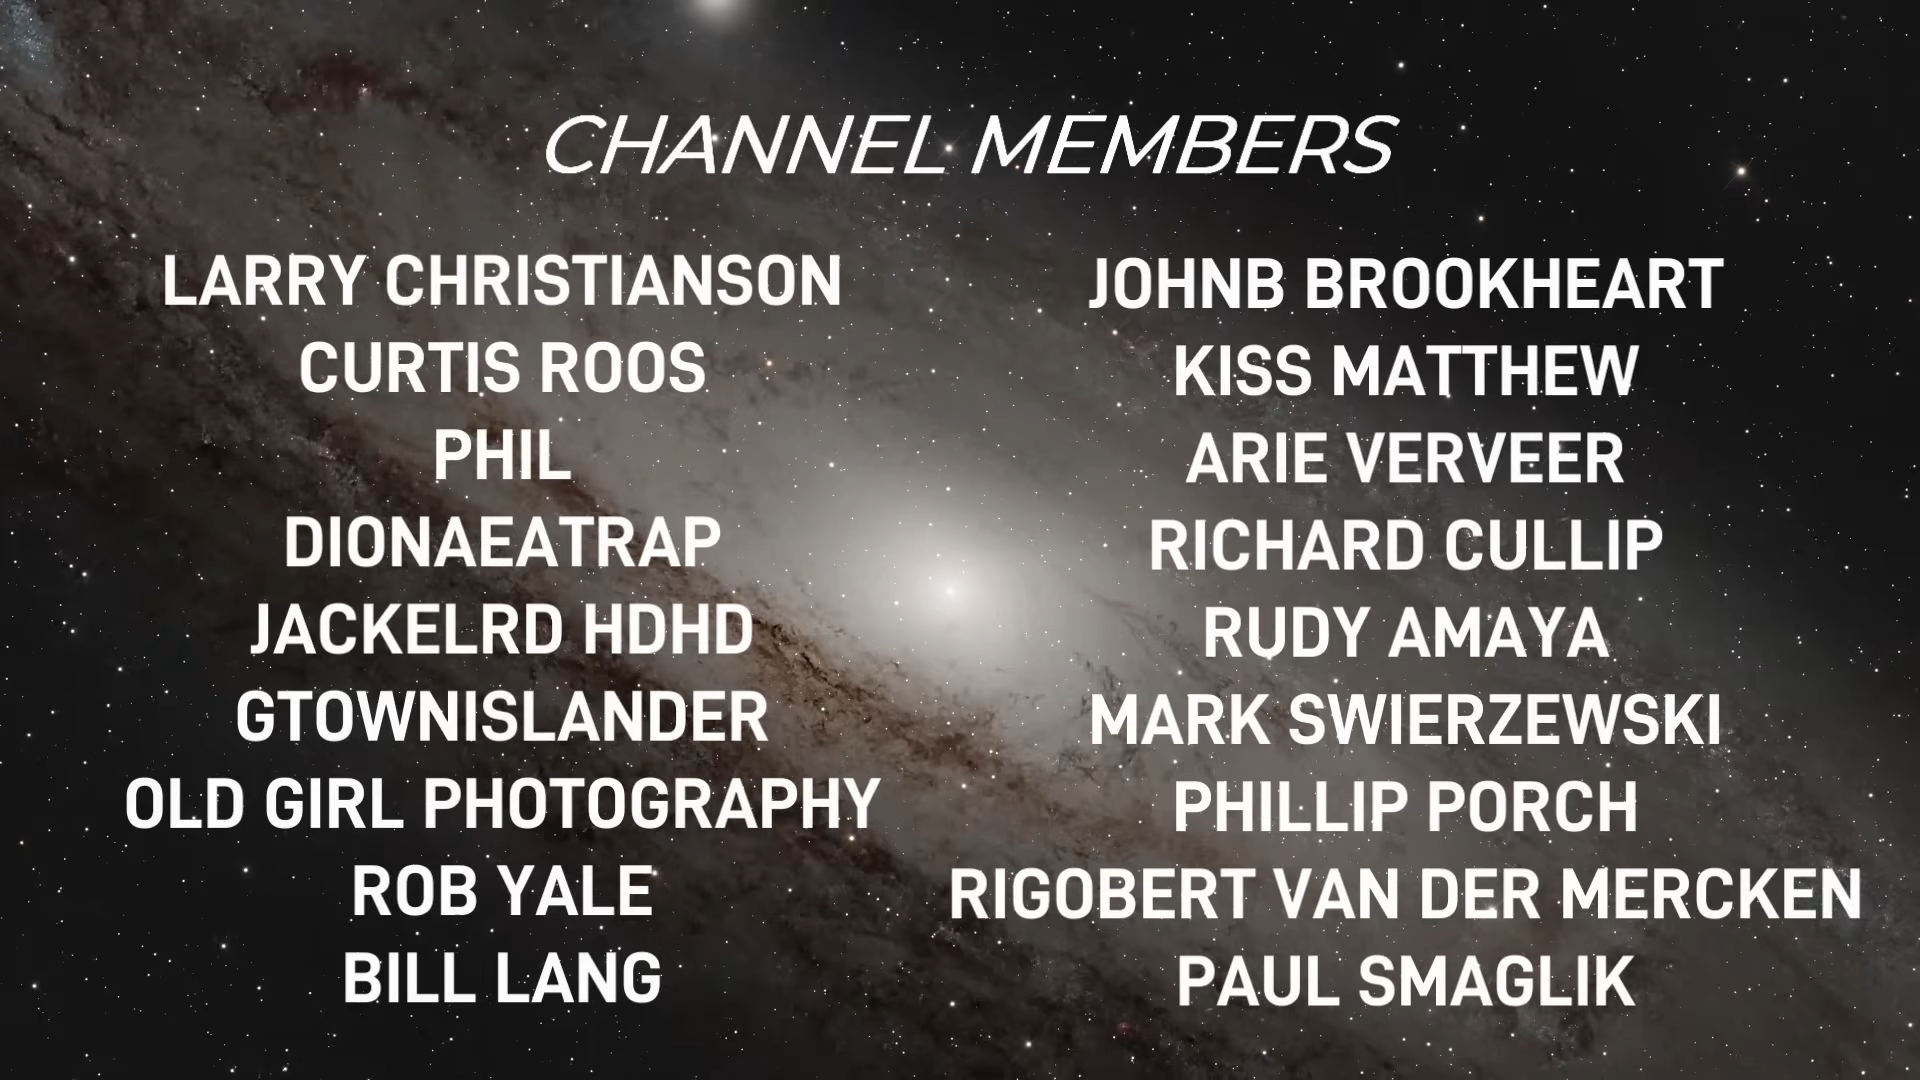 CHANNEL MEMBERS
LARRY CHRISTIANSON
CURTIS ROOS
PHIL
DIONAEATRAP
JACKELRD HDHD
GTOWNISLANDER
OLD GIRL PHOTOGRAPHY
ROB YALE
BILL LANG
JOHNB BROOKHEART
KISS MATTHEW
ARIE VERVEER
RICHARD CULLIP
RUDY AMAYA
MARK SWIERZEWSKI
PHILLIP PORCH
RIGOBERT VAN DER MERCKEN
PAUL SMAGLIK